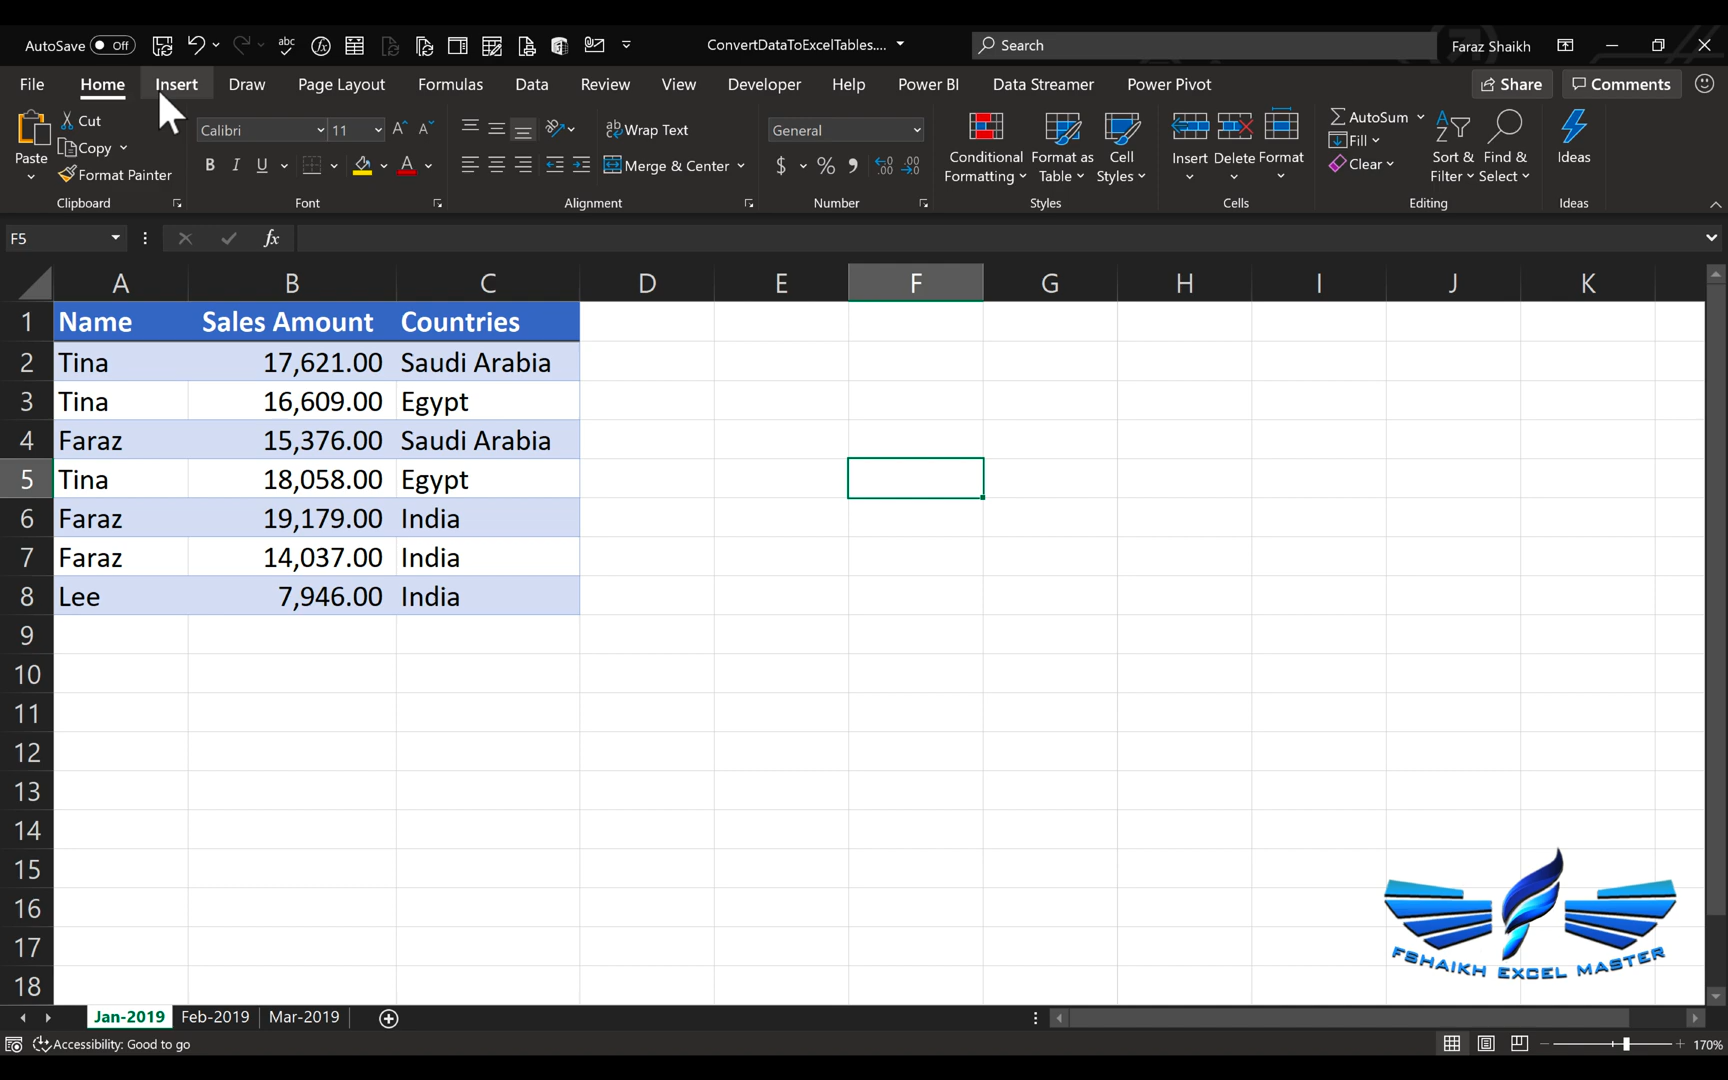 AutoSave Off abc fx ConvertDataToExcelTables.... Search Faraz Shaikh
File Home Insert Draw Page Layout Formulas Data Review View Developer Help Power BI Data Streamer Power Pivot Share Comments
Paste Cut Copy Format Painter
Clipboard
Calibri 11
B I U A
Font
ab Wrap Text
Merge & Center
Alignment
General
$ % , .00 .00
Number
Conditional Formatting Format as Table Cell Styles
Styles
Insert Delete Format
Cells
AutoSum Fill Clear Sort & Filter Find & Select
Editing
Ideas
Ideas
F5 fx
A B C D E F G H I J K
1 Name Sales Amount Countries
2 Tina 17,621.00 Saudi Arabia
3 Tina 16,609.00 Egypt
4 Faraz 15,376.00 Saudi Arabia
5 Tina 18,058.00 Egypt
6 Faraz 19,179.00 India
7 Faraz 14,037.00 India
8 Lee 7,946.00 India
9
10
11
12
13
14
15
16
17
18
FSHAIKH EXCEL MASTER
Jan-2019 Feb-2019 Mar-2019
Accessibility: Good to go 170%